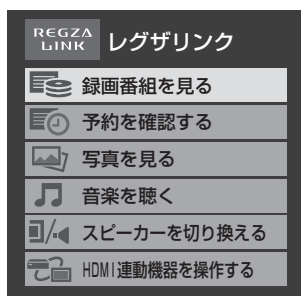 REGZA
LINK
レグザリンク
録画番組を見る
予約を確認する
写真を見る
音楽を聴く
スピーカーを切り換える
HDMI連動機器を操作する